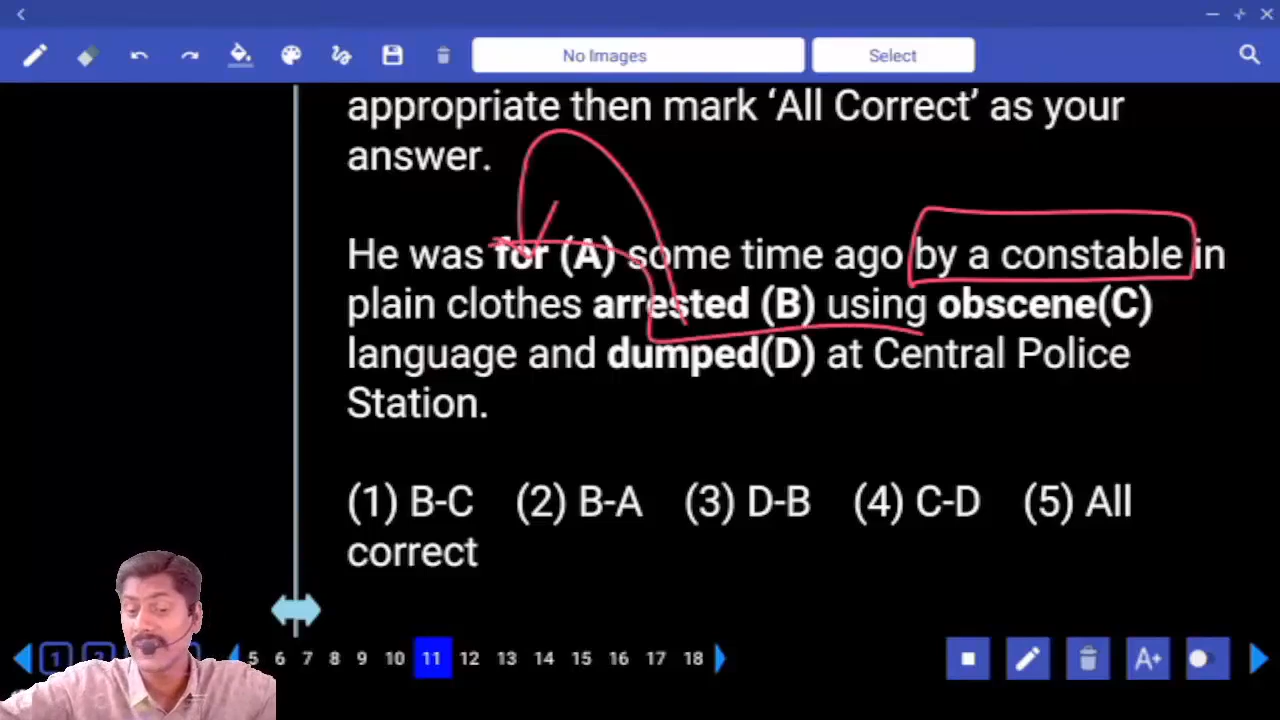 No Images
Select
appropriate then mark ‘All Correct’ as your
answer.
He was for (A) some time ago by a constable in
plain clothes arrested (B) using obscene(C)
language and dumped(D) at Central Police
Station.
(1) B-C (2) B-A (3) D-B (4) C-D (5) All
correct
1 5 6 7 8 9 10 11 12 13 14 15 16 17 18
A+